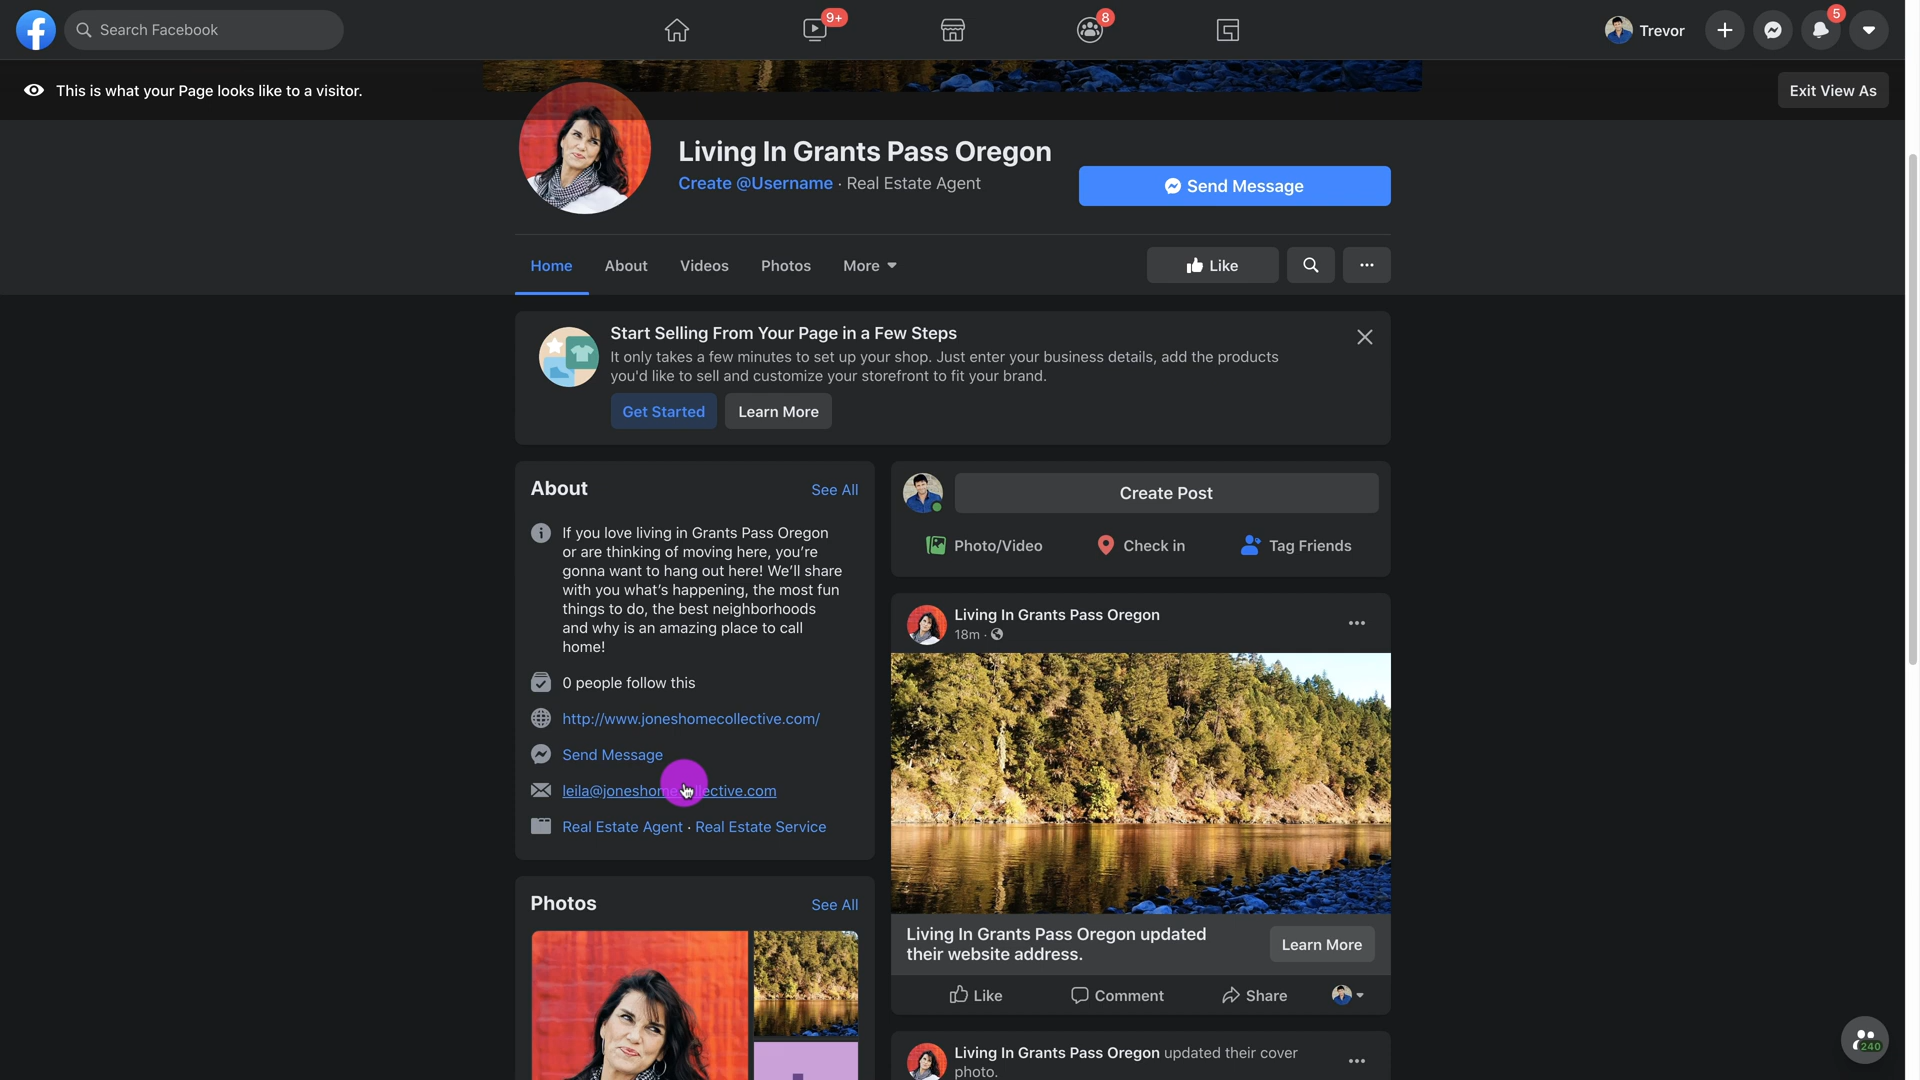 Search Facebook
9+
8
Trevor
5
This is what your Page looks like to a visitor.
Exit View As
Living In Grants Pass Oregon
Create @Username · Real Estate Agent
Send Message
Home
About
Videos
Photos
More
Like
Start Selling From Your Page in a Few Steps
It only takes a few minutes to set up your shop. Just enter your business details, add the products
you'd like to sell and customize your storefront to fit your brand.
Get Started
Learn More
About
See All
If you love living in Grants Pass Oregon
or are thinking of moving here, you're
gonna want to hang out here! We'll share
with you what's happening, the most fun
things to do, the best neighborhoods
and why is an amazing place to call
home!
0 people follow this
http://www.joneshomecollective.com/
Send Message
leila@joneshomecollective.com
Real Estate Agent · Real Estate Service
Photos
See All
Create Post
Photo/Video
Check in
Tag Friends
Living In Grants Pass Oregon
18m ·
Living In Grants Pass Oregon updated
their website address.
Learn More
Like
Comment
Share
Living In Grants Pass Oregon updated their cover
photo.
240